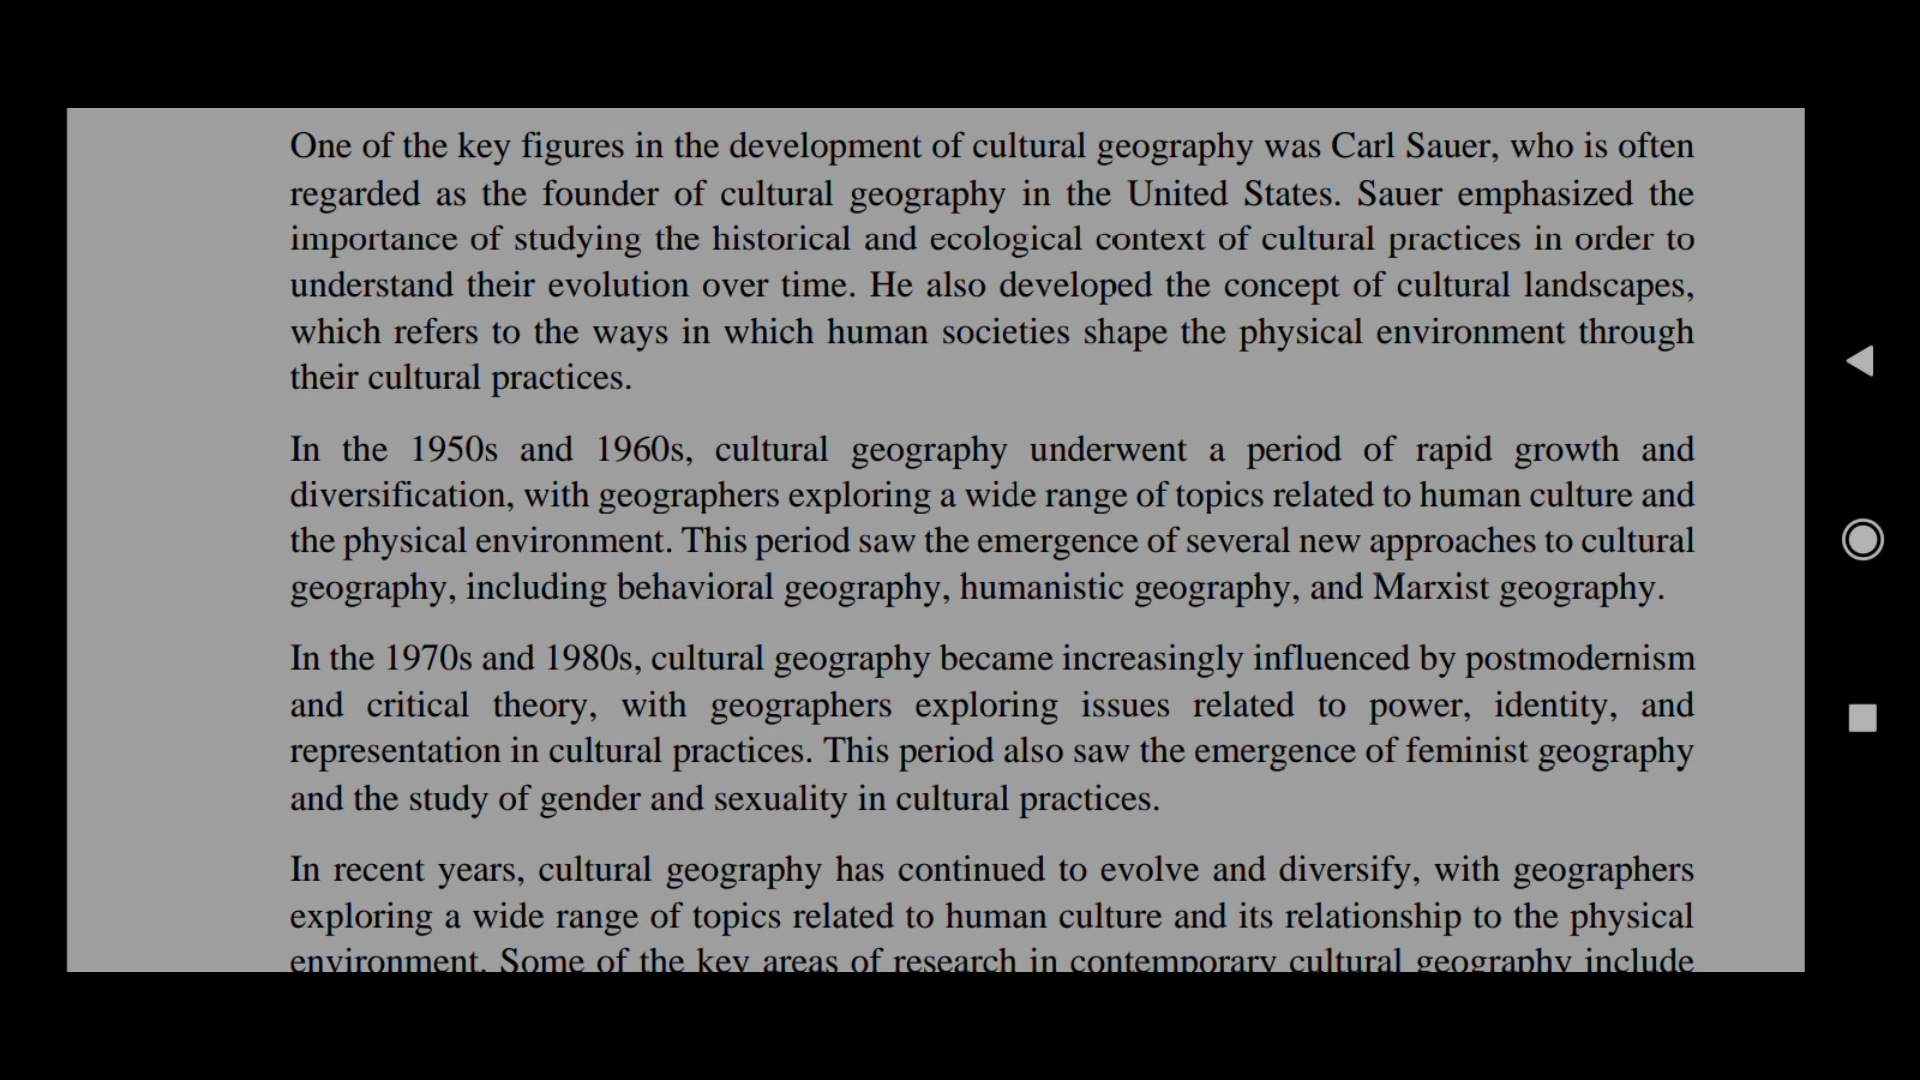 One of the key figures in the development of cultural geography was Carl Sauer, who is often
regarded as the founder of cultural geography in the United States. Sauer emphasized the
importance of studying the historical and ecological context of cultural practices in order to
understand their evolution over time. He also developed the concept of cultural landscapes,
which refers to the ways in which human societies shape the physical environment through
their cultural practices.
In the 1950s and 1960s, cultural geography underwent a period of rapid growth and
diversification, with geographers exploring a wide range of topics related to human culture and
the physical environment. This period saw the emergence of several new approaches to cultural
geography, including behavioral geography, humanistic geography, and Marxist geography.
In the 1970s and 1980s, cultural geography became increasingly influenced by postmodernism
and critical theory, with geographers exploring issues related to power, identity, and
representation in cultural practices. This period also saw the emergence of feminist geography
and the study of gender and sexuality in cultural practices.
In recent years, cultural geography has continued to evolve and diversify, with geographers
exploring a wide range of topics related to human culture and its relationship to the physical
environment. Some of the key areas of research in contemporary cultural geography include